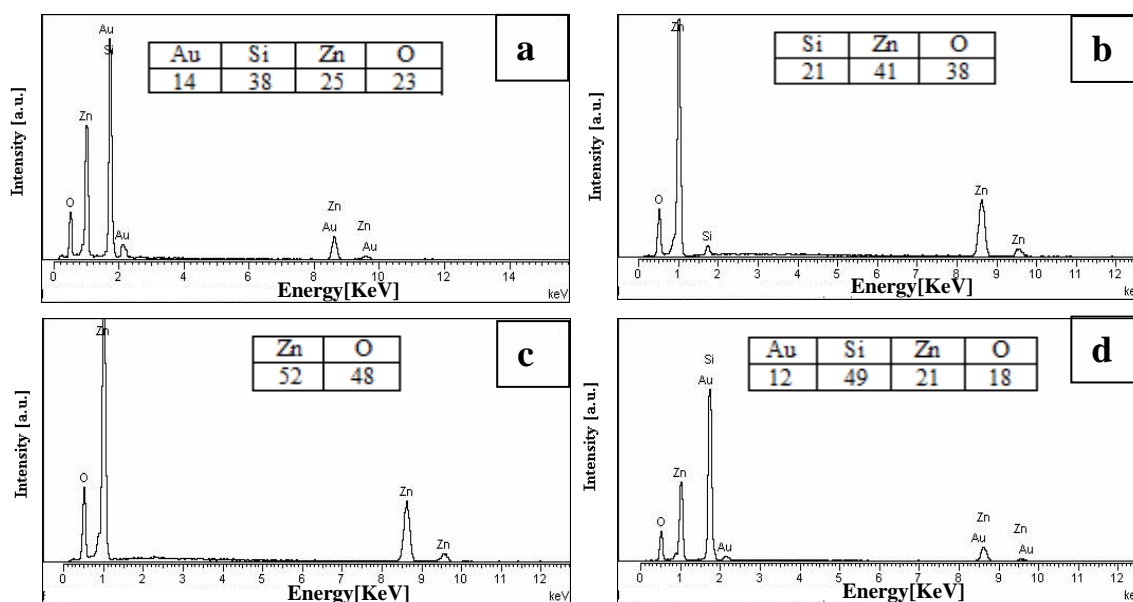 a
Au Si Zn O
14 38 25 23
Au
Si
Zn
O
Au
Zn
Au
Zn
Au
Intensity [a.u.]
0 2 4 6 8 10 12 14
Energy[KeV]
keV
b
Si Zn O
21 41 38
Zn
O
Si
Zn
Zn
Intensity [a.u.]
0 1 2 3 4 5 6 7 8 9 10 11 12
Energy[KeV]
ke
c
Zn O
52 48
Zn
O
Zn
Zn
Intensity [a.u.]
0 1 2 3 4 5 6 7 8 9 10 11 12
Energy[KeV]
ke
d
Au Si Zn O
12 49 21 18
Si
Au
Zn
O
Au
Zn
Au
Zn
Au
Intensity [a.u.]
0 1 2 3 4 5 6 7 8 9 10 11 12
Energy[KeV]
ke